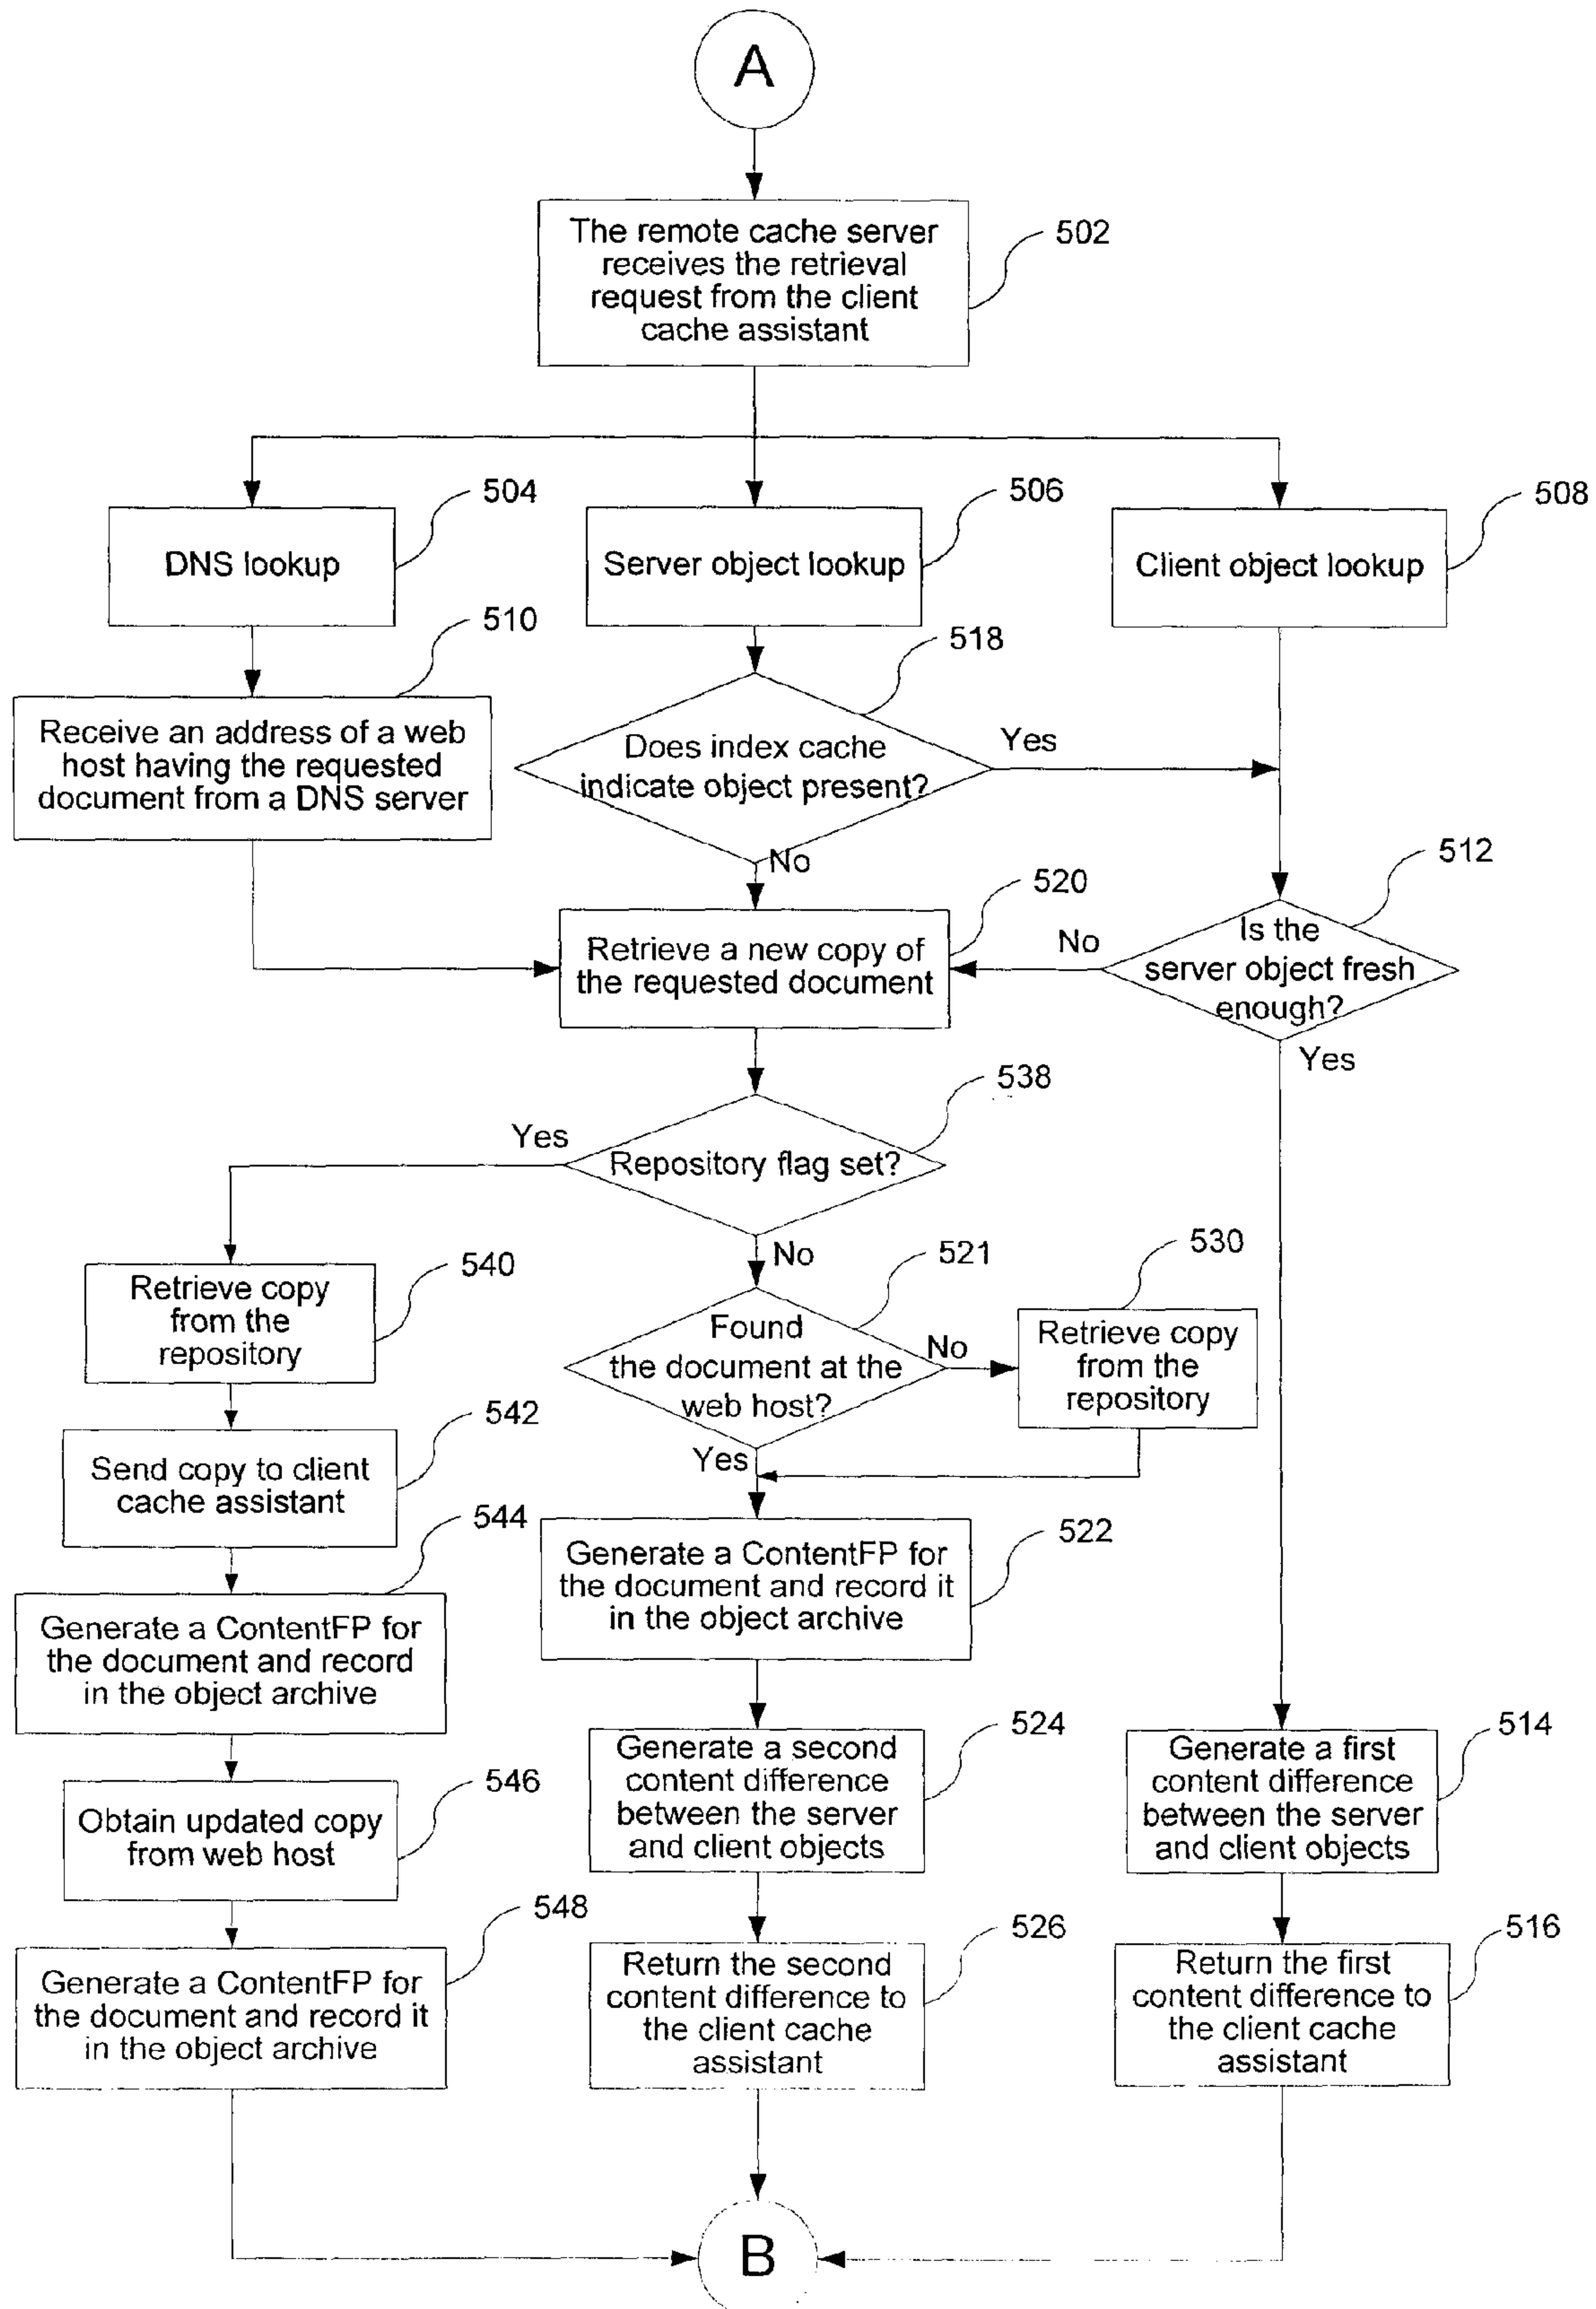 A
The remote cache server
receives the retrieval
request from the client
cache assistant
502
504
506
508
DNS lookup
Server object lookup
Client object lookup
510
518
Receive an address of a web
host having the requested
document from a DNS server
Does index cache
indicate object present?
Yes
No
512
520
Retrieve a new copy of
the requested document
No
Is the
server object fresh
enough?
Yes
538
Yes
Repository flag set?
No
540
521
530
Retrieve copy
from the
repository
Found
the document at the
web host?
No
Retrieve copy
from the
repository
Yes
542
Send copy to client
cache assistant
544
522
Generate a ContentFP for
the document and record it
in the object archive
Generate a ContentFP for
the document and record
in the object archive
524
514
Generate a second
content difference
between the server
and client objects
Generate a first
content difference
between the server
and client objects
546
Obtain updated copy
from web host
548
526
516
Generate a ContentFP for
the document and record it
in the object archive
Return the second
content difference to
the client cache
assistant
Return the first
content difference to
the client cache
assistant
B